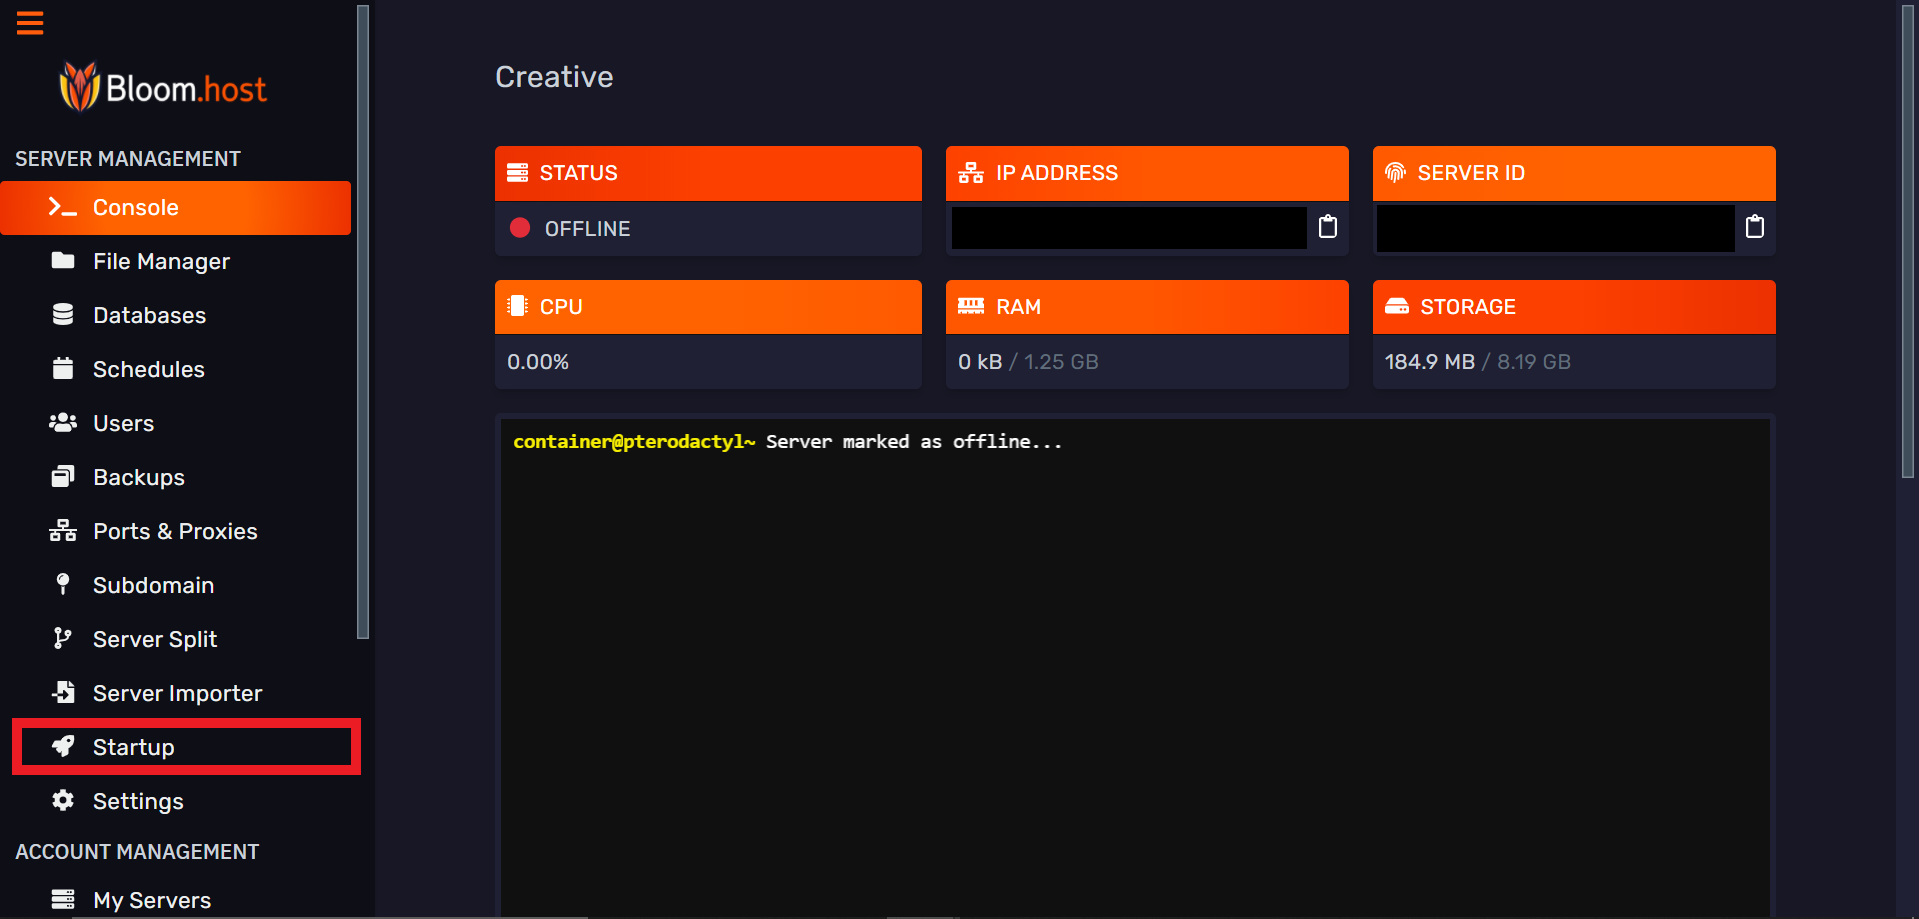 Bloom.host
SERVER MANAGEMENT
Console
File Manager
Databases
Schedules
Users
Backups
Ports & Proxies
Subdomain
Server Split
Server Importer
Startup
Settings
ACCOUNT MANAGEMENT
My Servers
Creative
STATUS
OFFLINE
IP ADDRESS
SERVER ID
CPU
0.00%
RAM
0 kB / 1.25 GB
STORAGE
184.9 MB / 8.19 GB
container@pterodactyl~ Server marked as offline...